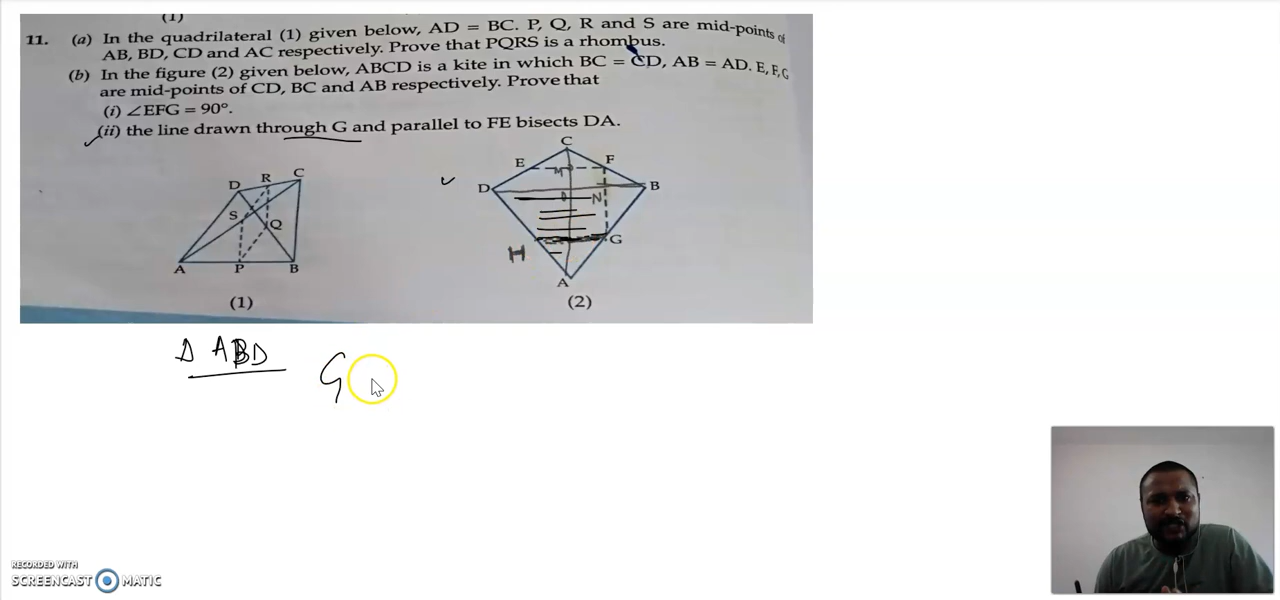 (1)
11. (a) In the quadrilateral (1) given below, AD = BC. P, Q, R and S are mid-points of
AB, BD, CD and AC respectively. Prove that PQRS is a rhombus.
(b) In the figure (2) given below, ABCD is a kite in which BC = CD, AB = AD. E, F, G
are mid-points of CD, BC and AB respectively. Prove that
(i) ∠EFG = 90°.
(ii) the line drawn through G and parallel to FE bisects DA.
D R C
S Q
A P B
(1)
C
E M F
D O N B
H G
A
(2)
Δ ABD G
RECORDED WITH
SCREENCAST O MATIC